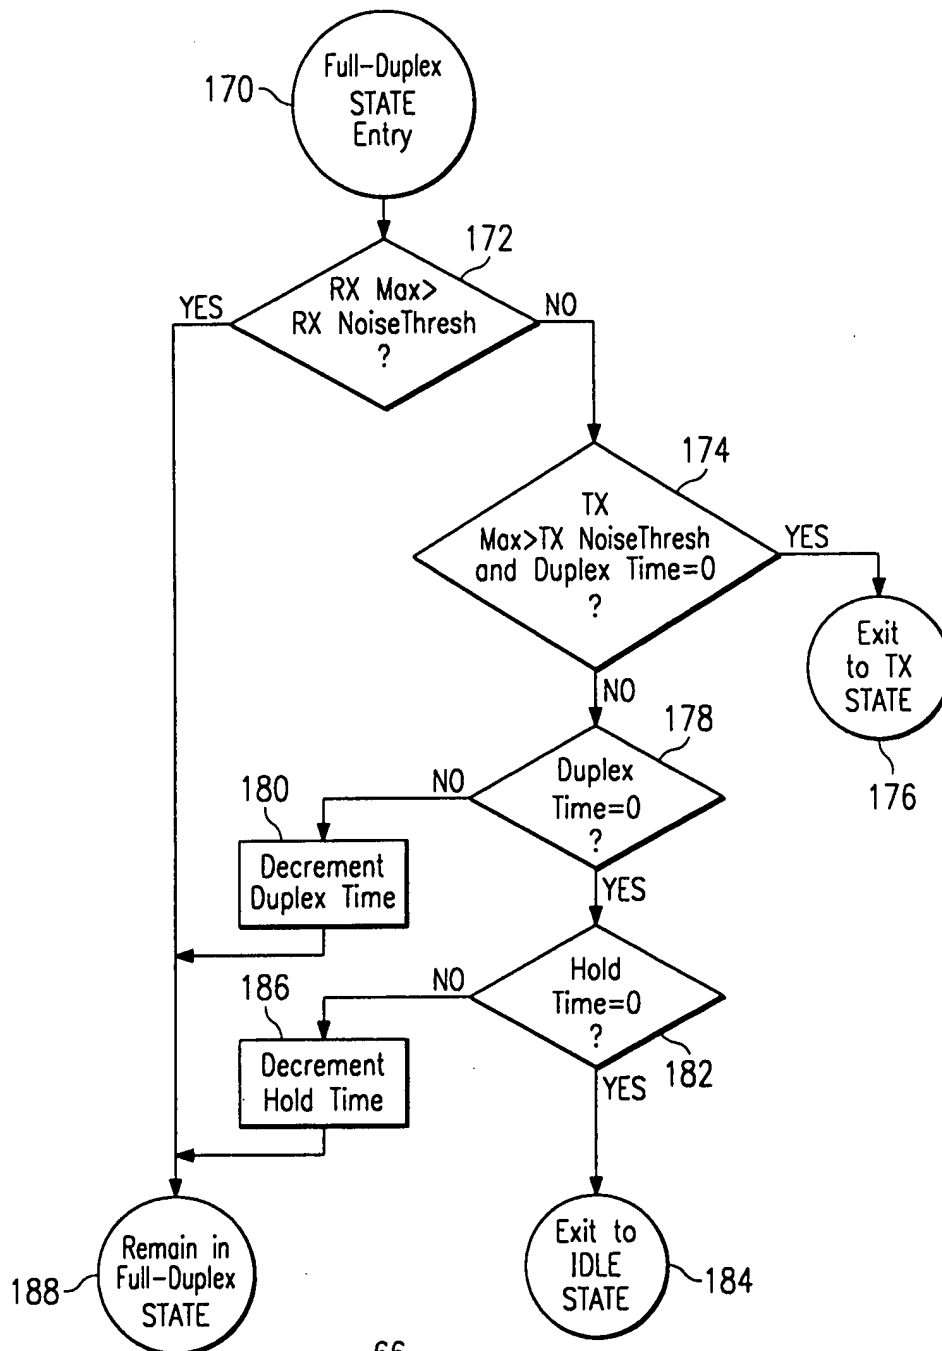 170
Full-Duplex
STATE
Entry
172
RX Max>
RX NoiseThresh
?
YES
NO
174
TX
Max>TX NoiseThresh
and Duplex Time=0
?
YES
Exit
to TX
STATE
176
NO
178
Duplex
Time=0
?
NO
180
Decrement
Duplex Time
YES
Hold
Time=0
?
182
NO
186
Decrement
Hold Time
YES
Remain in
Full-Duplex
STATE
188
Exit to
IDLE
STATE
184
66